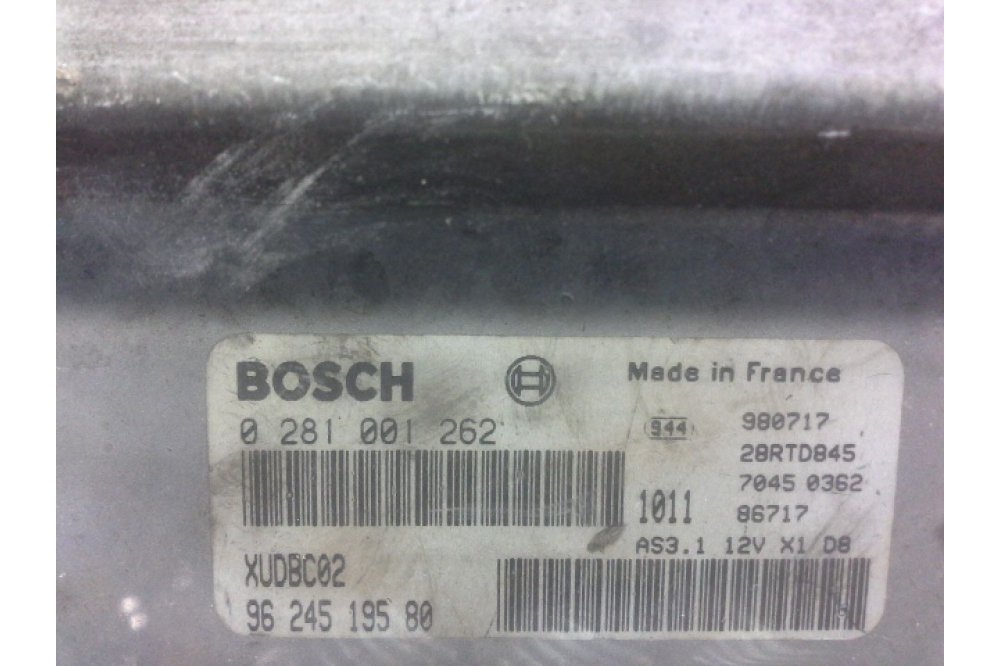 BOSCH
Made in France
0 281 001 262
944
980717
28RTD845
7045 0362
1011
86717
AS3.1 12V X1 D8
XUDBC02
96 245 195 80